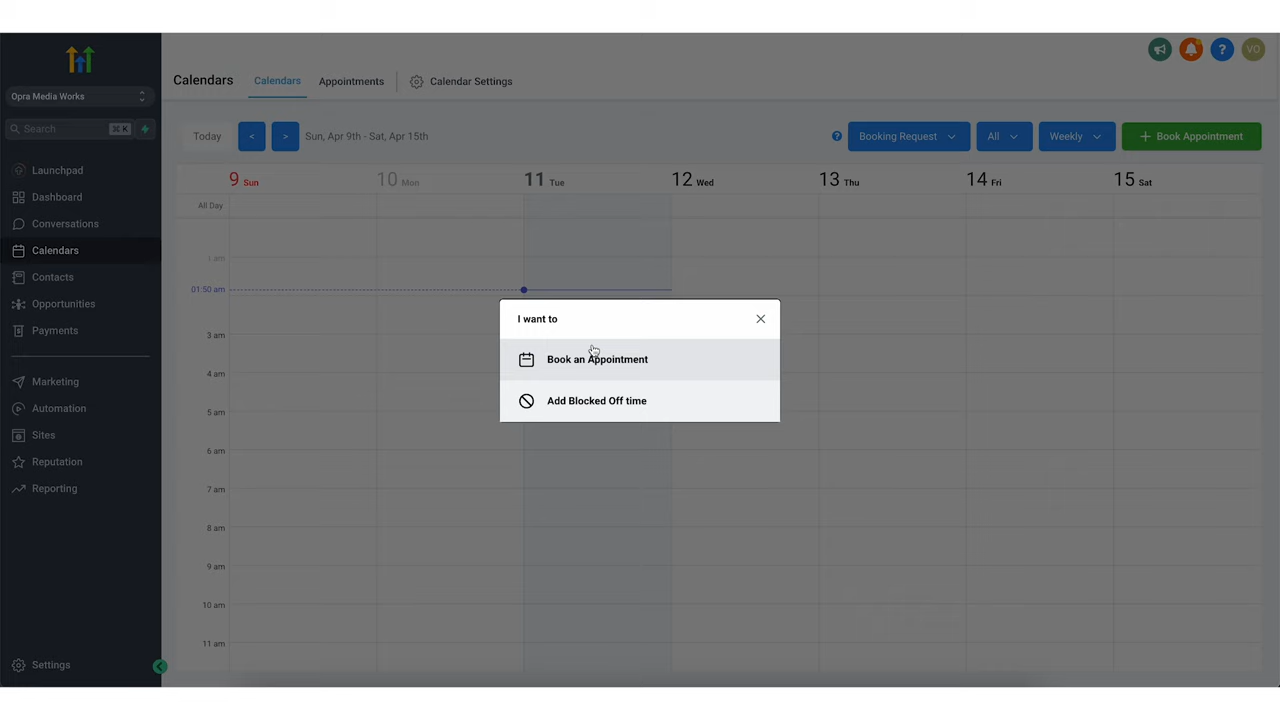 Opra Media Works
Search ⌘ K
Launchpad
Dashboard
Conversations
Calendars
Contacts
Opportunities
Payments
Marketing
Automation
Sites
Reputation
Reporting
Settings
Calendars Calendars Appointments Calendar Settings
? VO
Today < > Sun, Apr 9th - Sat, Apr 15th ? Booking Request All Weekly + Book Appointment
9 Sun 10 Mon 11 Tue 12 Wed 13 Thu 14 Fri 15 Sat
All Day
1 am
01:50 am
3 am
4 am
5 am
6 am
7 am
8 am
9 am
10 am
11 am
I want to
Book an Appointment
Add Blocked Off time